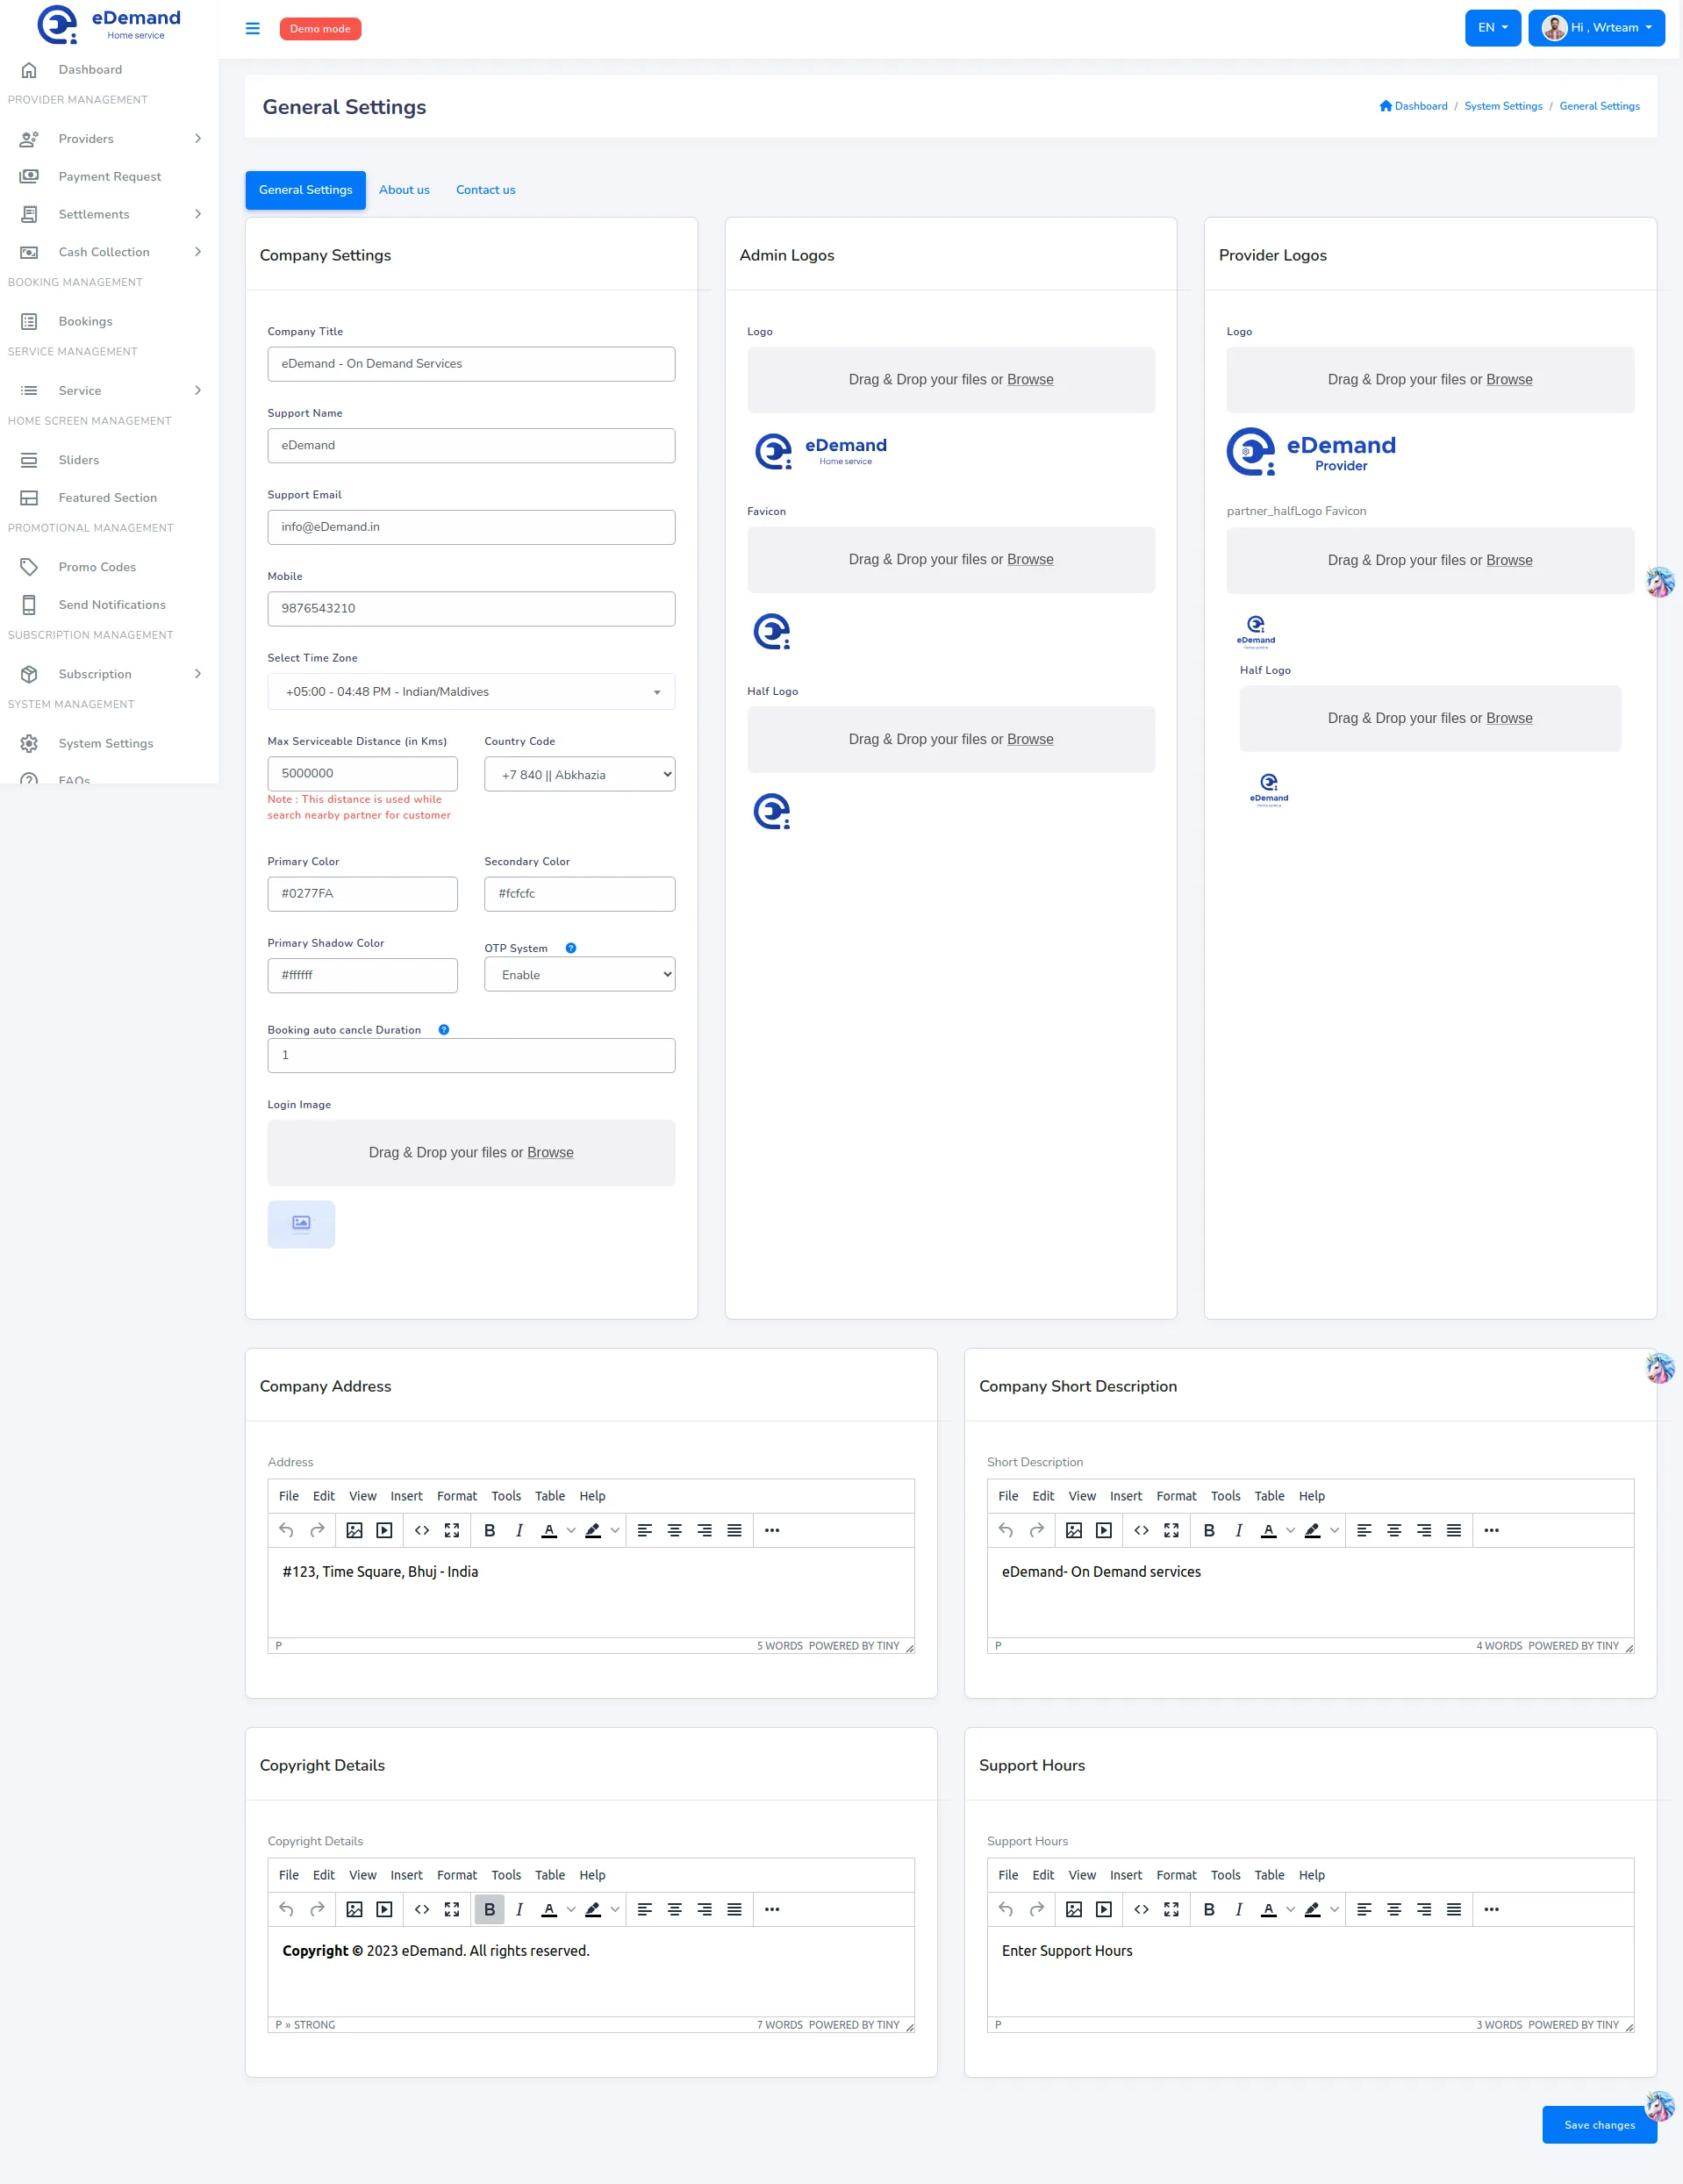 eDemand
Home service
Demo mode
EN
Hi , Wrteam
Dashboard
PROVIDER MANAGEMENT
Providers
Payment Request
Settlements
Cash Collection
BOOKING MANAGEMENT
Bookings
SERVICE MANAGEMENT
Service
HOME SCREEN MANAGEMENT
Sliders
Featured Section
PROMOTIONAL MANAGEMENT
Promo Codes
Send Notifications
SUBSCRIPTION MANAGEMENT
Subscription
SYSTEM MANAGEMENT
System Settings
FAQs
General Settings
Dashboard / System Settings / General Settings
General Settings
About us
Contact us
Company Settings
Company Title
eDemand - On Demand Services
Support Name
eDemand
Support Email
info@eDemand.in
Mobile
9876543210
Select Time Zone
+05:00 - 04:48 PM - Indian/Maldives
Max Serviceable Distance (in Kms)
5000000
Note : This distance is used while
search nearby partner for customer
Country Code
+7 840 || Abkhazia
Primary Color
#0277FA
Secondary Color
#fcfcfc
Primary Shadow Color
#ffffff
OTP System
Enable
Booking auto cancle Duration
1
Login Image
Drag & Drop your files or Browse
Admin Logos
Logo
Drag & Drop your files or Browse
eDemand
Home service
Favicon
Drag & Drop your files or Browse
Half Logo
Drag & Drop your files or Browse
Provider Logos
Logo
Drag & Drop your files or Browse
eDemand
Provider
partner_halfLogo Favicon
Drag & Drop your files or Browse
eDemand
Home service
Half Logo
Drag & Drop your files or Browse
eDemand
Home service
Company Address
Address
File Edit View Insert Format Tools Table Help
#123, Time Square, Bhuj - India
P 5 WORDS POWERED BY TINY
Company Short Description
Short Description
File Edit View Insert Format Tools Table Help
eDemand- On Demand services
P 4 WORDS POWERED BY TINY
Copyright Details
Copyright Details
File Edit View Insert Format Tools Table Help
Copyright © 2023 eDemand. All rights reserved.
P » STRONG 7 WORDS POWERED BY TINY
Support Hours
Support Hours
File Edit View Insert Format Tools Table Help
Enter Support Hours
P 3 WORDS POWERED BY TINY
Save changes